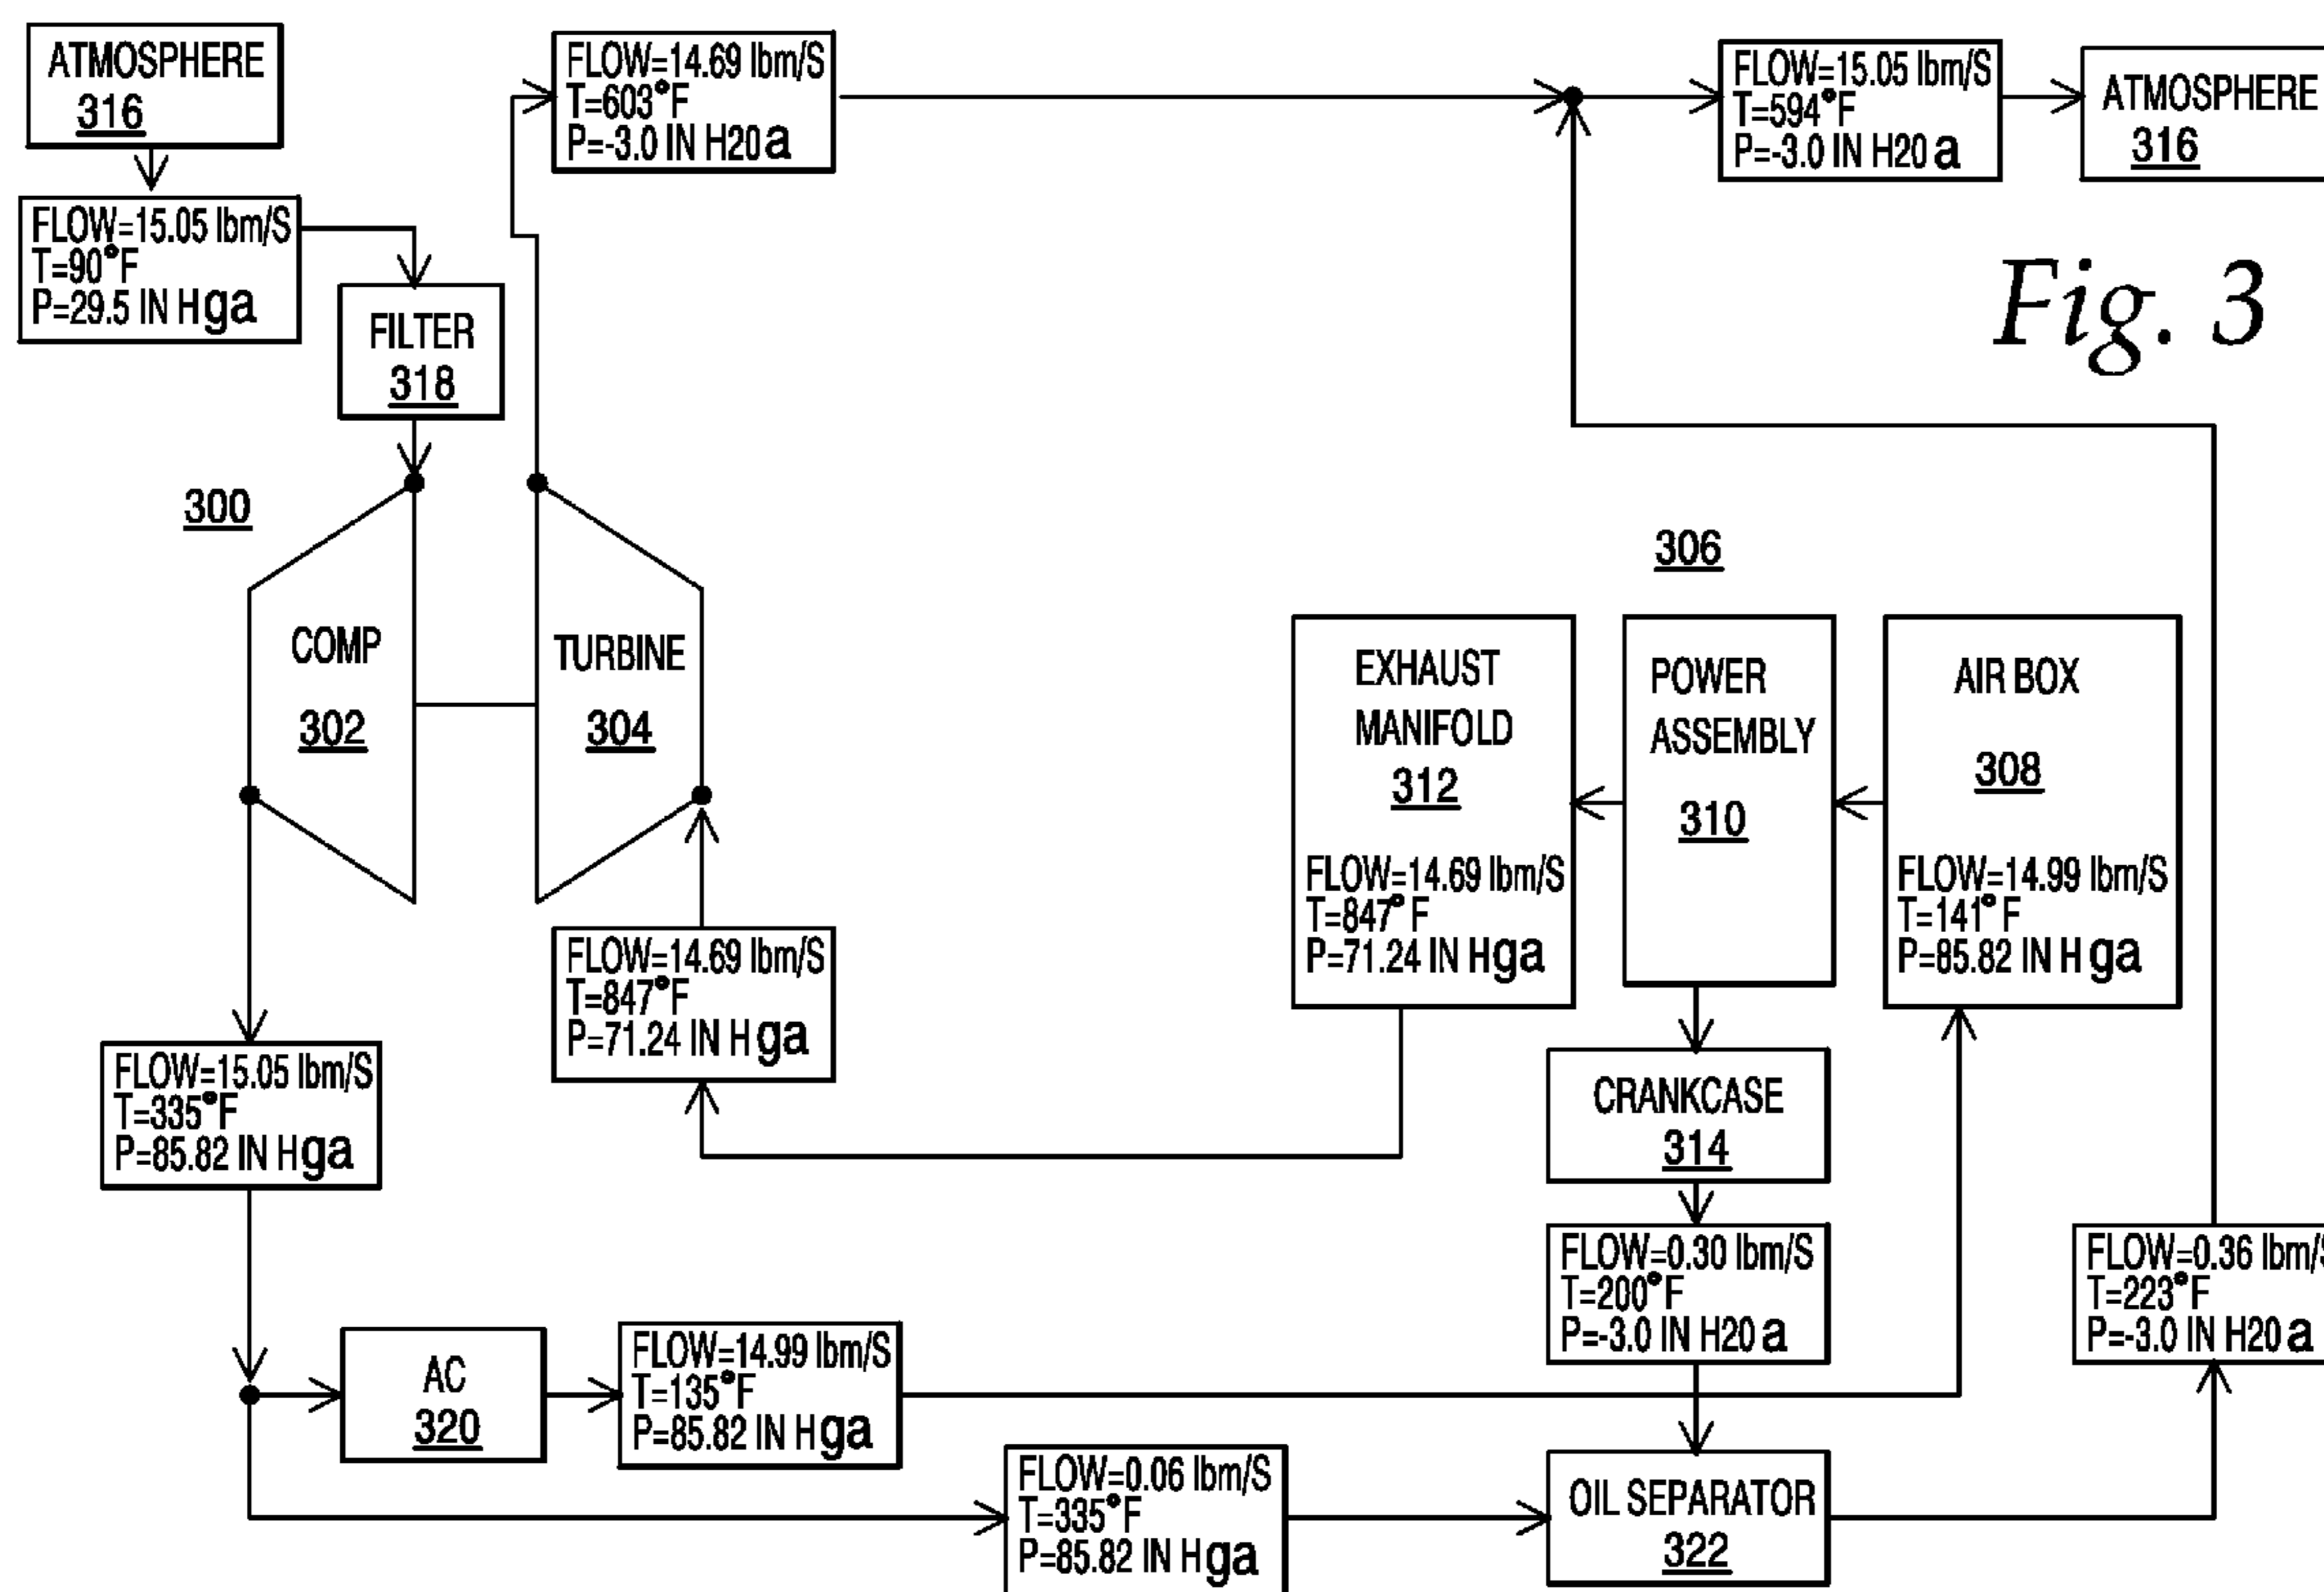 ATMOSPHERE
316
FLOW=15.05 lbm/S
T=90°F
P=29.5 IN Hga
FILTER
318
FLOW=14.69 lbm/S
T=603°F
P=-3.0 IN H20a
FLOW=15.05 lbm/S
T=594°F
P=-3.0 IN H20a
ATMOSPHERE
316
Fig. 3
300
COMP
302
TURBINE
304
306
EXHAUST
MANIFOLD
312
FLOW=14.69 lbm/S
T=847°F
P=71.24 IN Hga
POWER
ASSEMBLY
310
AIR BOX
308
FLOW=14.99 lbm/S
T=141°F
P=85.82 IN Hga
FLOW=14.69 lbm/S
T=847°F
P=71.24 IN Hga
FLOW=15.05 lbm/S
T=335°F
P=85.82 IN Hga
CRANKCASE
314
FLOW=0.30 lbm/S
T=200°F
P=-3.0 IN H20a
FLOW=0.36 lbm/S
T=223°F
P=-3.0 IN H20a
AC
320
FLOW=14.99 lbm/S
T=135°F
P=85.82 IN Hga
FLOW=0.06 lbm/S
T=335°F
P=85.82 IN Hga
OIL SEPARATOR
322